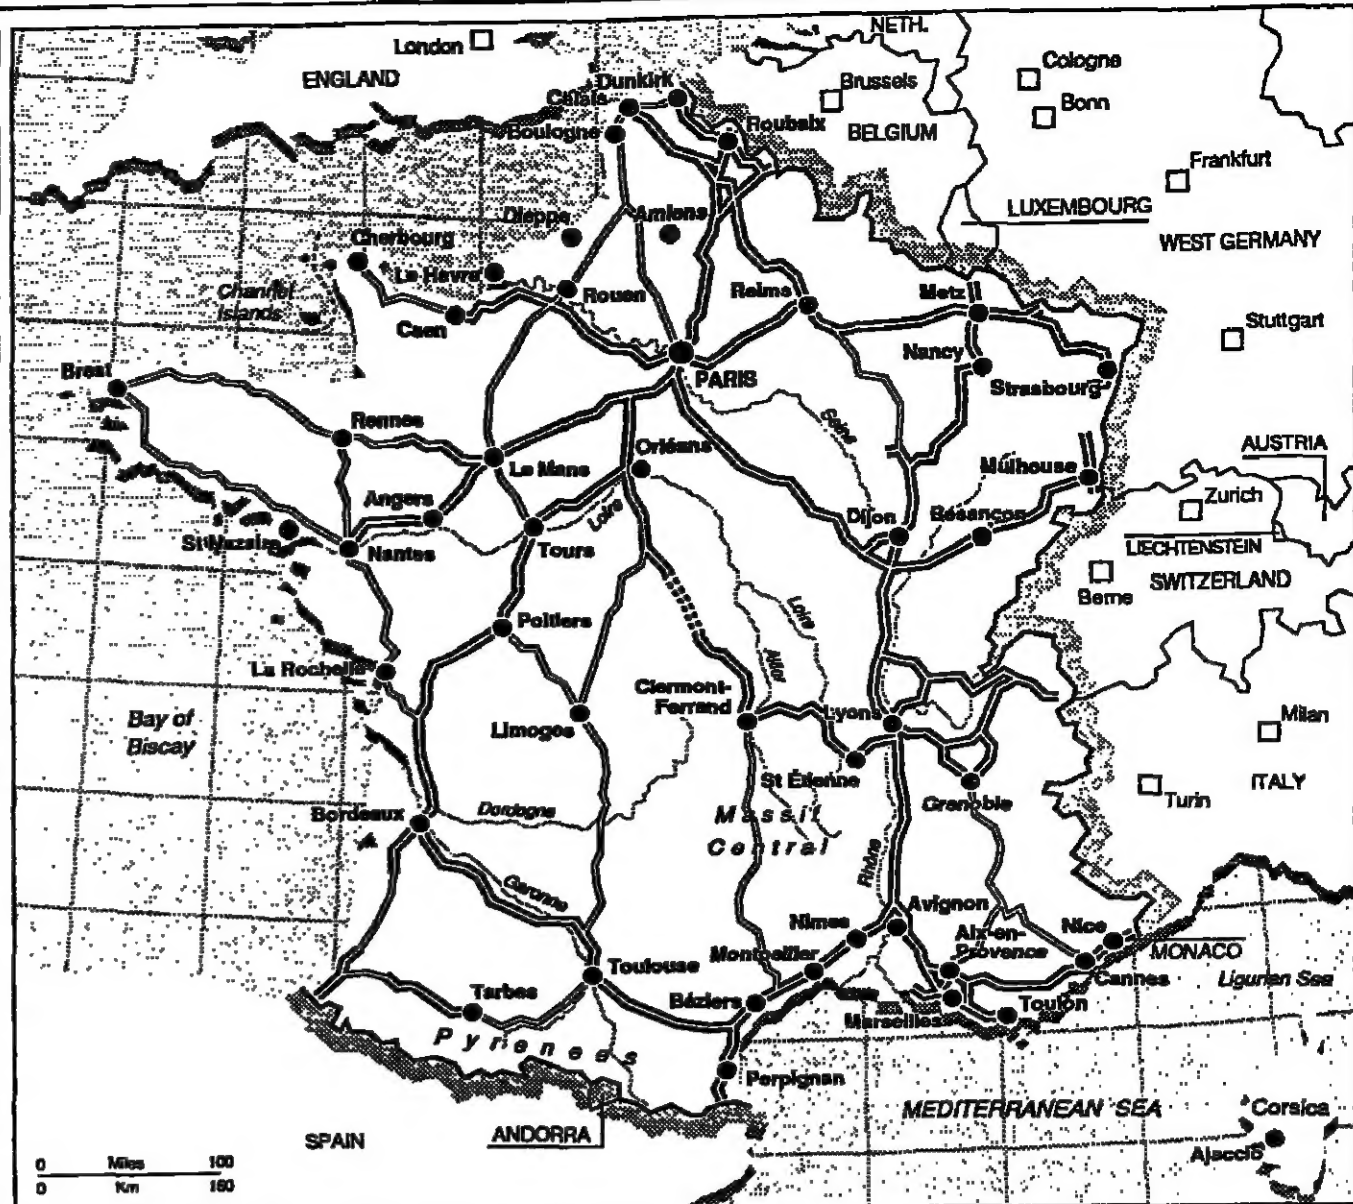 NETH.
London
Cologne
ENGLAND
Dunkirk
Brussels
Calais
Bonn
Boulogne
Roubaix
BELGIUM
Frankfurt
LUXEMBOURG
Dieppe
Amiens
WEST GERMANY
Cherbourg
Le Havre
Rouen
Reims
Metz
Channel
Islands
Caen
Stuttgart
Nancy
Brest
PARIS
Strasbourg
Rennes
Seine
Orléans
AUSTRIA
Le Mans
Mulhouse
Angers
Zurich
Loire
Dijon
Besançon
St Nazaire
Nantes
Tours
LIECHTENSTEIN
SWITZERLAND
Berne
Loire
Poitiers
Allier
La Rochelle
Clermont-
Ferrand
Bay of
Biscay
Lyons
Milan
Limoges
St Étienne
ITALY
Turin
Grenoble
Bordeaux
Dordogne
Massif
Central
Rhône
Garonne
Avignon
Nîmes
Aix-en-
Provence
Nice
Montpellier
MONACO
Toulouse
Cannes
Ligurian Sea
Tarbes
Béziers
Toulon
Marseilles
Pyrenees
Perpignan
MEDITERRANEAN SEA
Corsica
SPAIN
ANDORRA
Ajaccio
0 Miles 100
0 Km 160